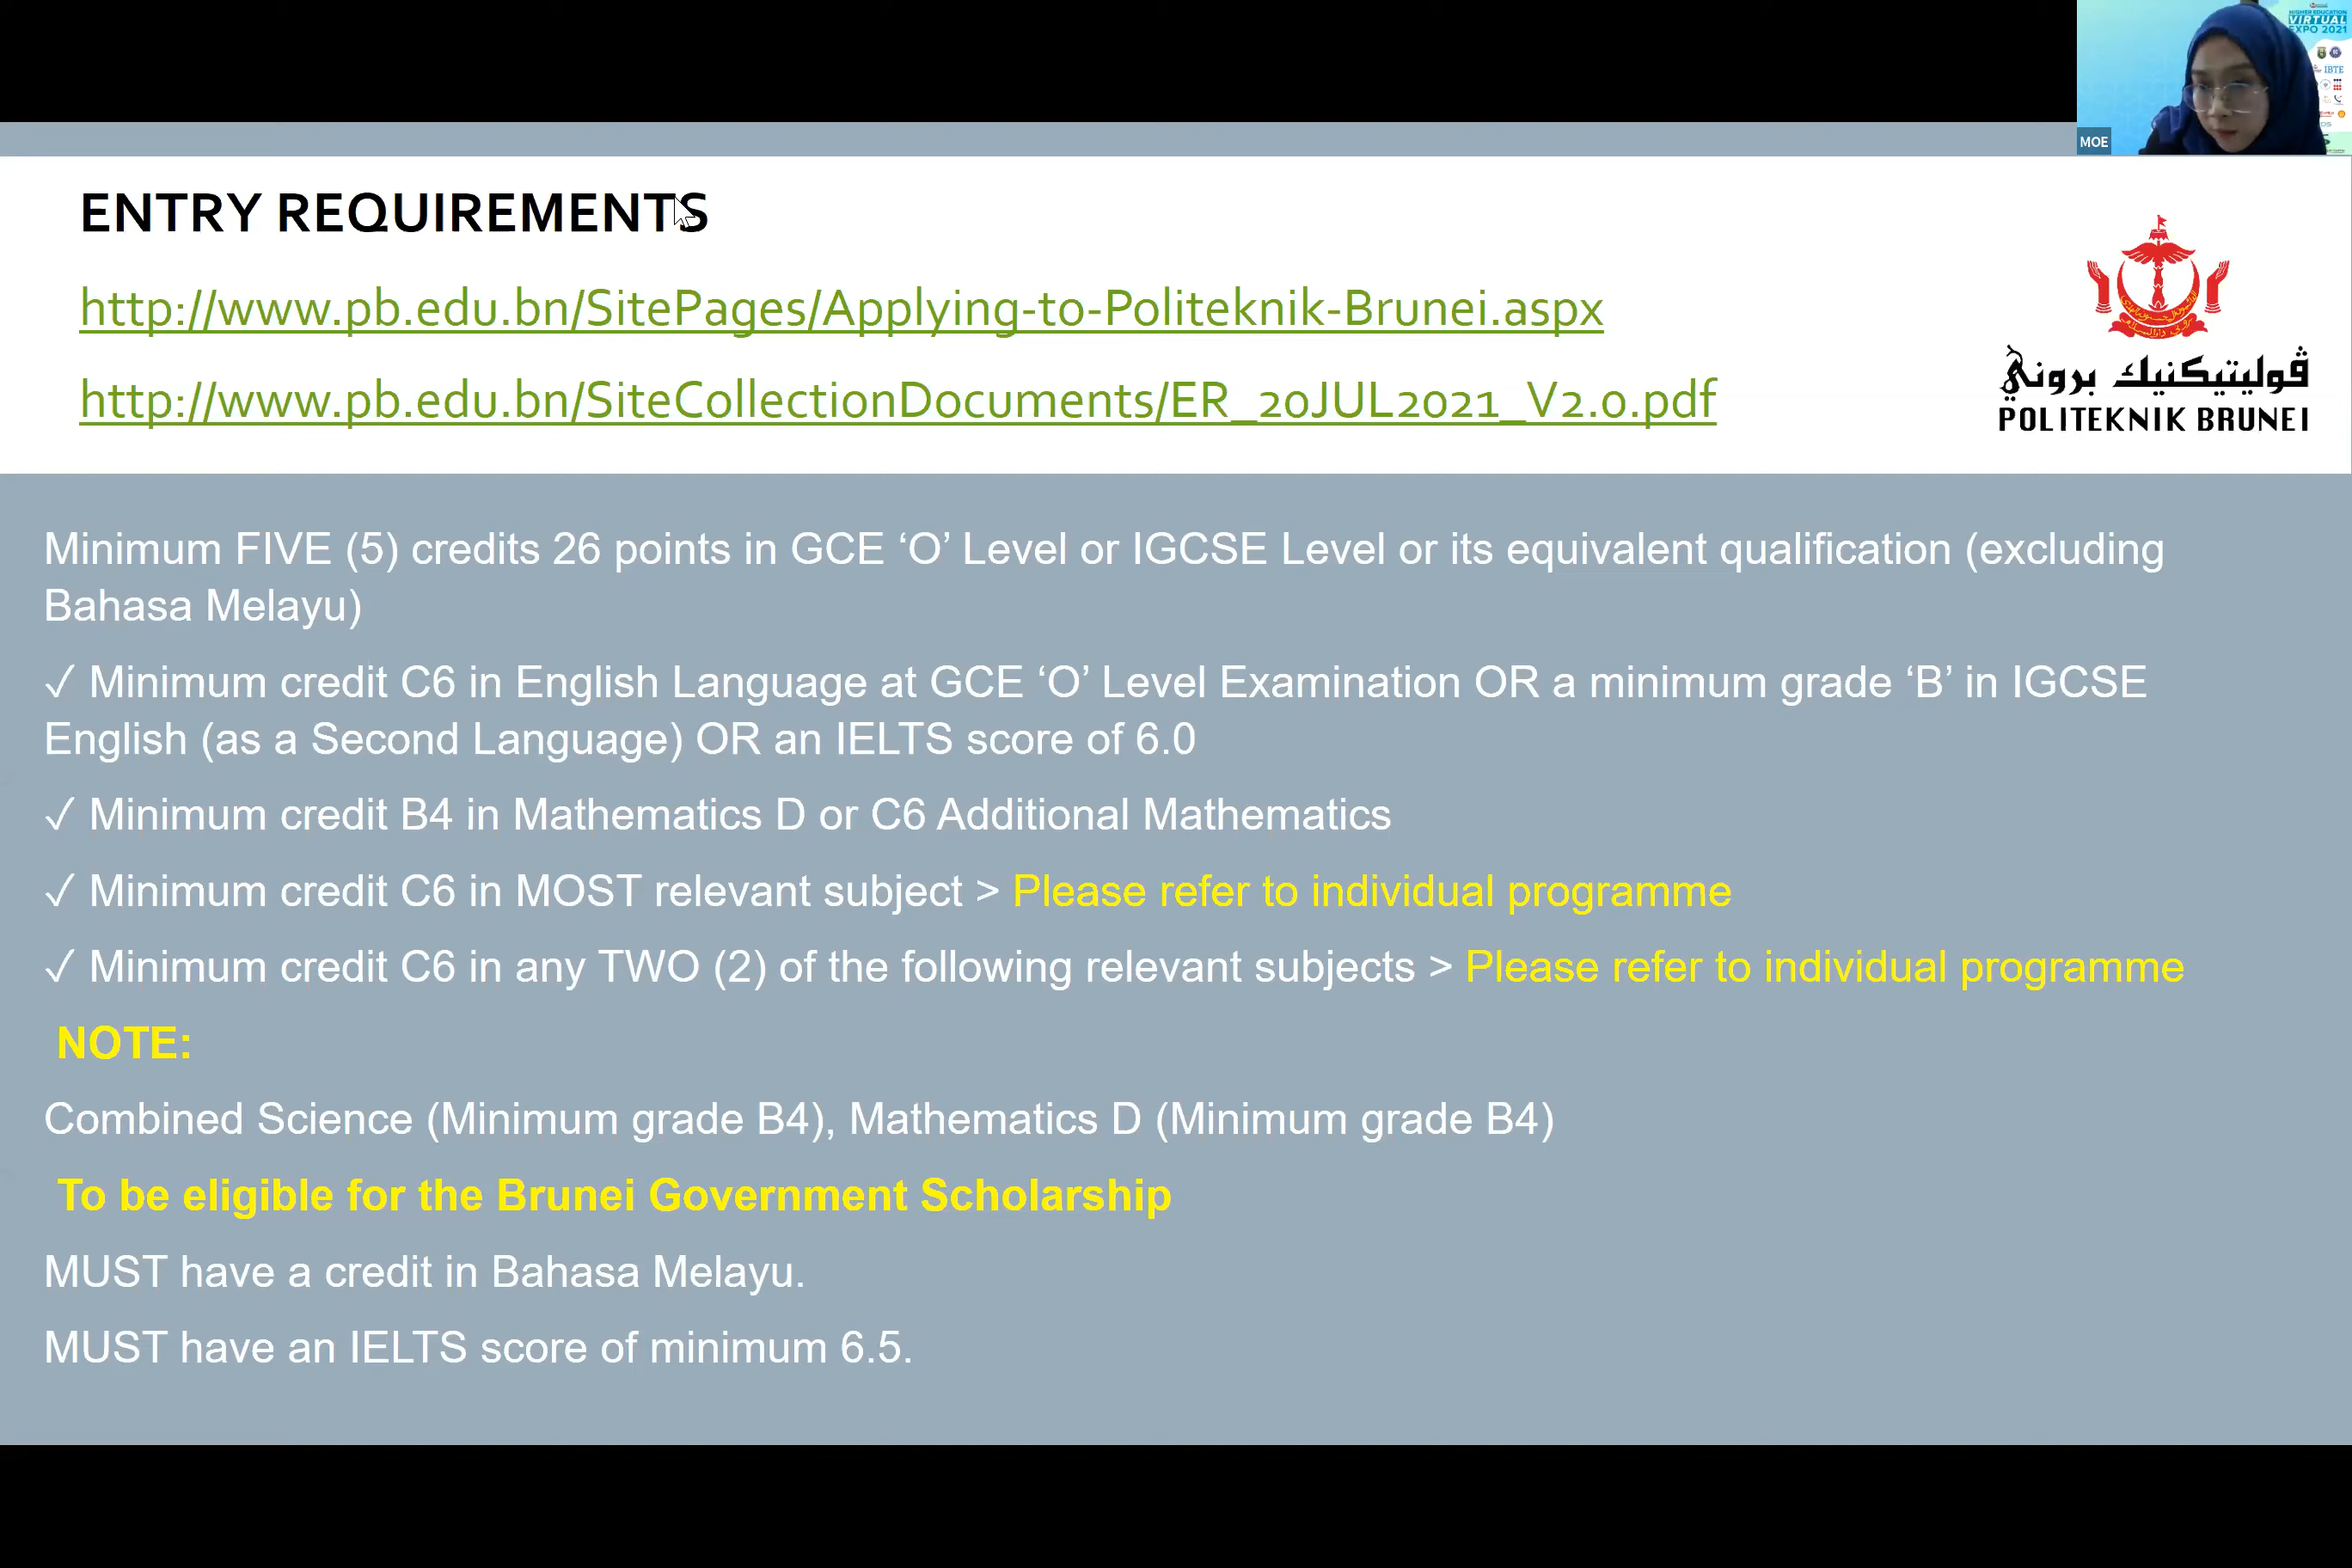 HIGHER EDUCATION
VIRTUAL
EXPO 2021
IBTE
MOE
ENTRY REQUIREMENTS
http://www.pb.edu.bn/SitePages/Applying-to-Politeknik-Brunei.aspx
http://www.pb.edu.bn/SiteCollectionDocuments/ER_20JUL2021_V2.0.pdf
ڤوليتيكنيك بروني
POLITEKNIK BRUNEI
Minimum FIVE (5) credits 26 points in GCE ‘O’ Level or IGCSE Level or its equivalent qualification (excluding
Bahasa Melayu)
✓ Minimum credit C6 in English Language at GCE ‘O’ Level Examination OR a minimum grade ‘B’ in IGCSE
English (as a Second Language) OR an IELTS score of 6.0
✓ Minimum credit B4 in Mathematics D or C6 Additional Mathematics
✓ Minimum credit C6 in MOST relevant subject > Please refer to individual programme
✓ Minimum credit C6 in any TWO (2) of the following relevant subjects > Please refer to individual programme
NOTE:
Combined Science (Minimum grade B4), Mathematics D (Minimum grade B4)
To be eligible for the Brunei Government Scholarship
MUST have a credit in Bahasa Melayu.
MUST have an IELTS score of minimum 6.5.